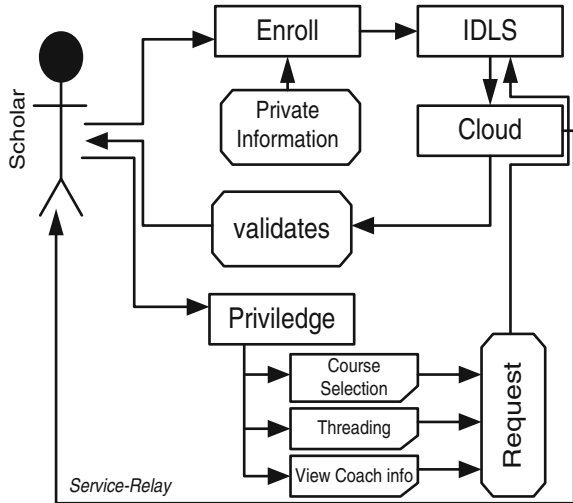 Enroll
IDLS
Scholar
Private
Information
Cloud
validates
Priviledge
Course
Selection
Threading
View Coach info
Request
Service-Relay